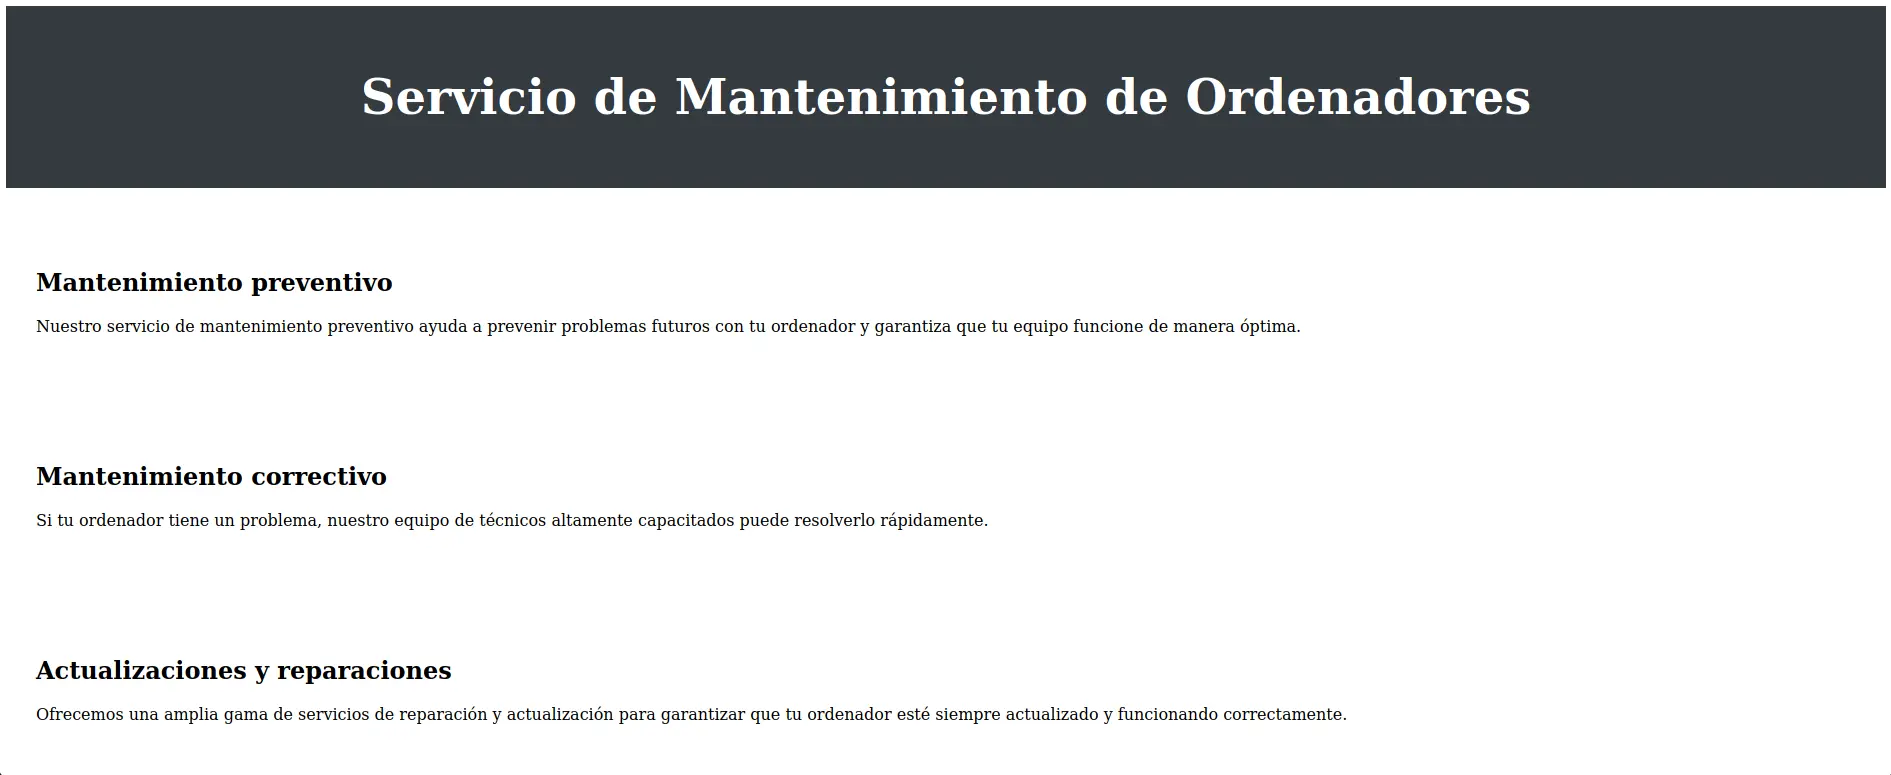 Servicio de Mantenimiento de Ordenadores
Mantenimiento preventivo
Nuestro servicio de mantenimiento preventivo ayuda a prevenir problemas futuros con tu ordenador y garantiza que tu equipo funcione de manera óptima.
Mantenimiento correctivo
Si tu ordenador tiene un problema, nuestro equipo de técnicos altamente capacitados puede resolverlo rápidamente.
Actualizaciones y reparaciones
Ofrecemos una amplia gama de servicios de reparación y actualización para garantizar que tu ordenador esté siempre actualizado y funcionando correctamente.